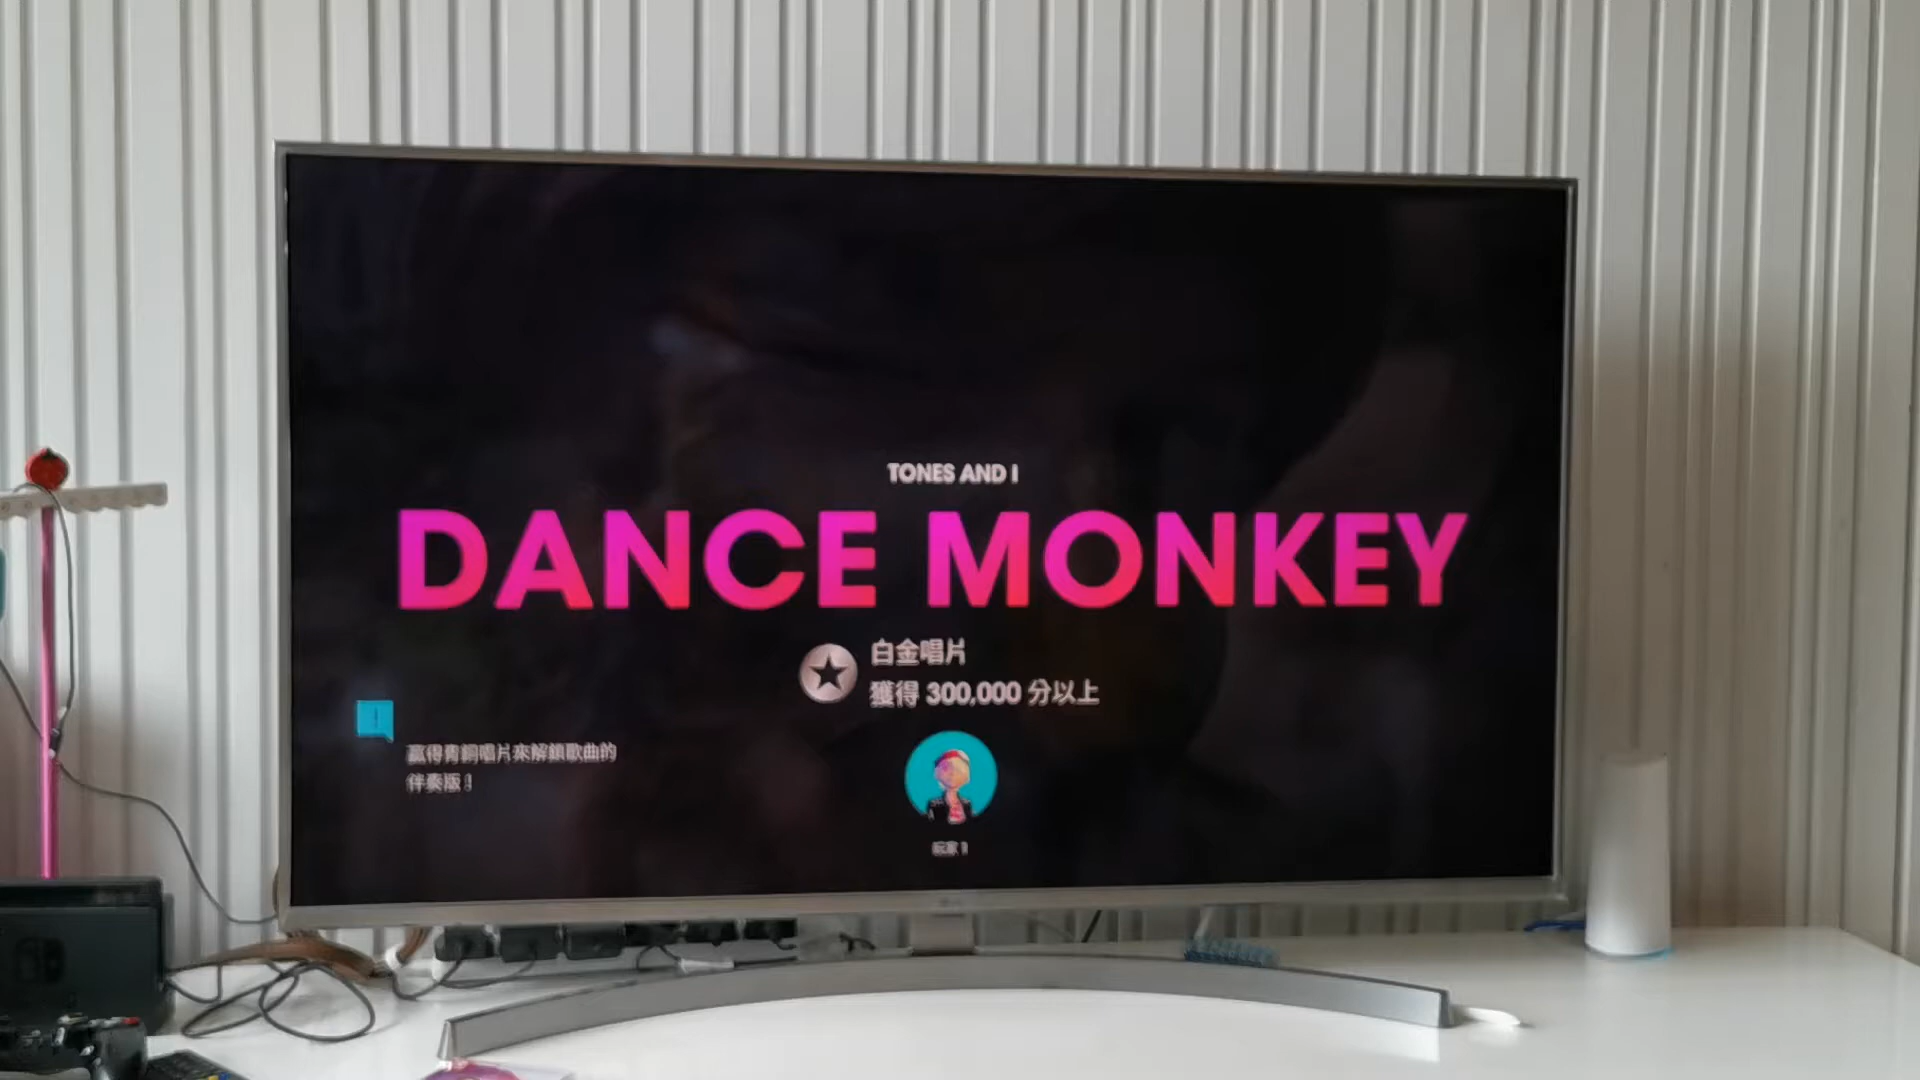 TONES AND I
DANCE MONKEY
白金唱片
獲得 300,000 分以上
贏得青銅唱片來解鎖歌曲的
伴奏版！
玩家 1